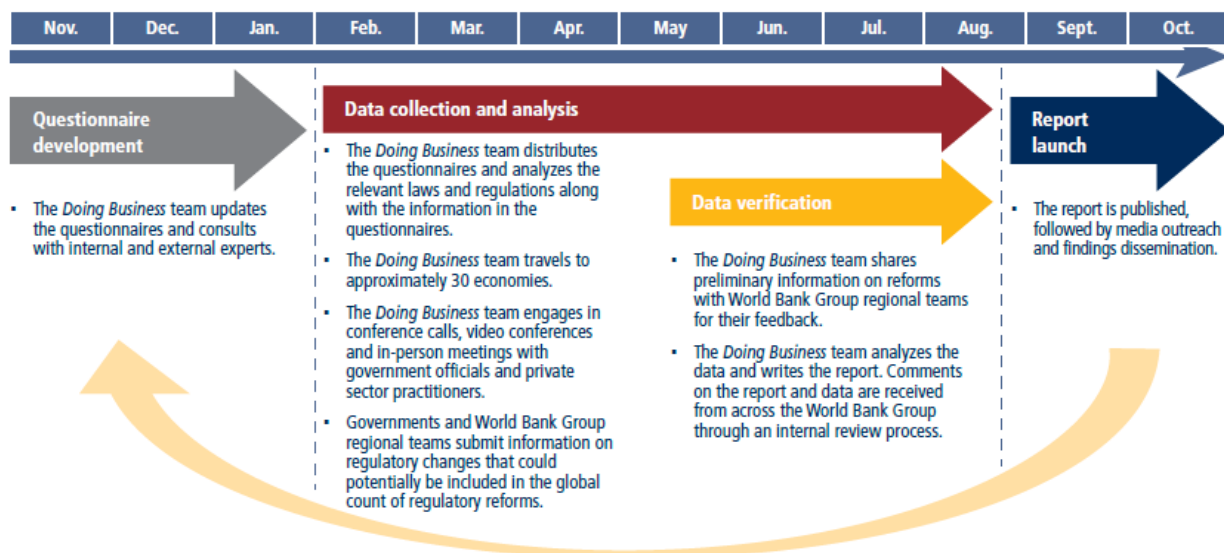 Nov. Dec. Jan. Feb. Mar. Apr. May Jun. Jul. Aug. Sept. Oct.
Questionnaire
development
▪ The Doing Business team updates
the questionnaires and consults
with internal and external experts.
Data collection and analysis
▪ The Doing Business team distributes
the questionnaires and analyzes the
relevant laws and regulations along
with the information in the
questionnaires.
▪ The Doing Business team travels to
approximately 30 economies.
▪ The Doing Business team engages in
conference calls, video conferences
and in-person meetings with
government officials and private
sector practitioners.
▪ Governments and World Bank Group
regional teams submit information on
regulatory changes that could
potentially be included in the global
count of regulatory reforms.
Data verification
▪ The Doing Business team shares
preliminary information on reforms
with World Bank Group regional teams
for their feedback.
▪ The Doing Business team analyzes the
data and writes the report. Comments
on the report and data are received
from across the World Bank Group
through an internal review process.
Report
launch
▪ The report is published,
followed by media outreach
and findings dissemination.